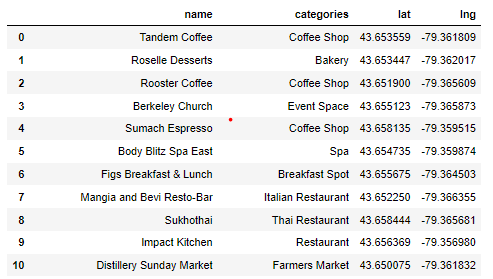 name categories lat lng
0 Tandem Coffee Coffee Shop 43.653559 -79.361809
1 Roselle Desserts Bakery 43.653447 -79.362017
2 Rooster Coffee Coffee Shop 43.651900 -79.365609
3 Berkeley Church Event Space 43.655123 -79.365873
4 Sumach Espresso Coffee Shop 43.658135 -79.359515
5 Body Blitz Spa East Spa 43.654735 -79.359874
6 Figs Breakfast & Lunch Breakfast Spot 43.655675 -79.364503
7 Mangia and Bevi Resto-Bar Italian Restaurant 43.652250 -79.366355
8 Sukhothai Thai Restaurant 43.658444 -79.365681
9 Impact Kitchen Restaurant 43.656369 -79.356980
10 Distillery Sunday Market Farmers Market 43.650075 -79.361832